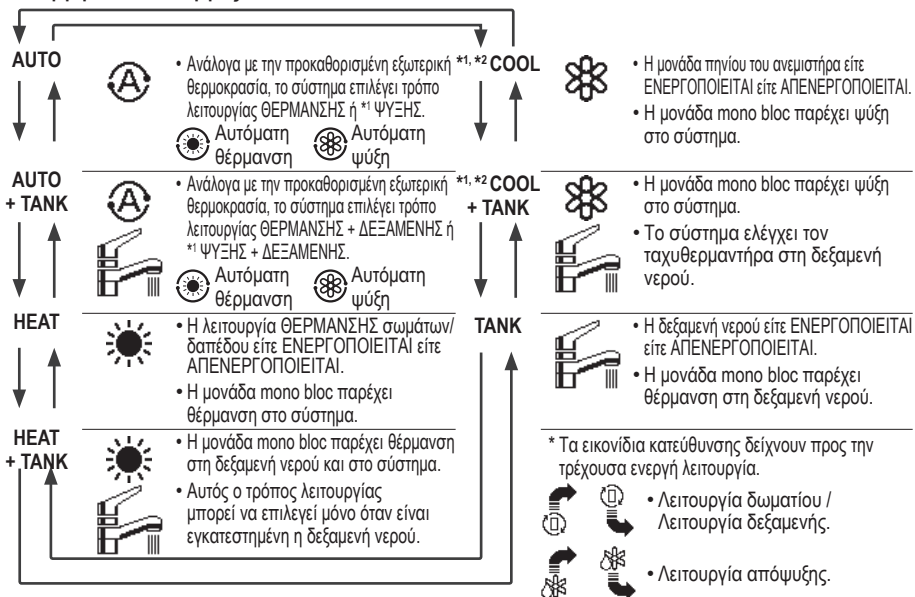 AUTO
• Ανάλογα με την προκαθορισμένη εξωτερική
θερμοκρασία, το σύστημα επιλέγει τρόπο
λειτουργίας ΘΕΡΜΑΝΣΗΣ ή *1 ΨΥΞΗΣ.
Αυτόματη
θέρμανση
Αυτόματη
ψύξη
AUTO
+ TANK
• Ανάλογα με την προκαθορισμένη εξωτερική
θερμοκρασία, το σύστημα επιλέγει τρόπο
λειτουργίας ΘΕΡΜΑΝΣΗΣ + ΔΕΞΑΜΕΝΗΣ ή
*1 ΨΥΞΗΣ + ΔΕΞΑΜΕΝΗΣ.
Αυτόματη
θέρμανση
Αυτόματη
ψύξη
HEAT
• Η λειτουργία ΘΕΡΜΑΝΣΗΣ σωμάτων/
δαπέδου είτε ΕΝΕΡΓΟΠΟΙΕΙΤΑΙ είτε
ΑΠΕΝΕΡΓΟΠΟΙΕΙΤΑΙ.
• Η μονάδα mono bloc παρέχει
θέρμανση στο σύστημα.
HEAT
+ TANK
• Η μονάδα mono bloc παρέχει θέρμανση
στη δεξαμενή νερού και στο σύστημα.
• Αυτός ο τρόπος λειτουργίας
μπορεί να επιλεγεί μόνο όταν είναι
εγκατεστημένη η δεξαμενή νερού.
*1, *2 COOL
• Η μονάδα πηνίου του ανεμιστήρα είτε
ΕΝΕΡΓΟΠΟΙΕΙΤΑΙ είτε ΑΠΕΝΕΡΓΟΠΟΙΕΙΤΑΙ.
• Η μονάδα mono bloc παρέχει ψύξη
στο σύστημα.
*1, *2 COOL
+ TANK
• Η μονάδα mono bloc παρέχει ψύξη
στο σύστημα.
• Το σύστημα ελέγχει τον
ταχυθερμαντήρα στη δεξαμενή
νερού.
TANK
• Η δεξαμενή νερού είτε ΕΝΕΡΓΟΠΟΙΕΙΤΑΙ
είτε ΑΠΕΝΕΡΓΟΠΟΙΕΙΤΑΙ.
• Η μονάδα mono bloc παρέχει
θέρμανση στη δεξαμενή νερού.
* Τα εικονίδια κατεύθυνσης δείχνουν προς την
τρέχουσα ενεργή λειτουργία.
• Λειτουργία δωματίου /
Λειτουργία δεξαμενής.
• Λειτουργία απόψυξης.